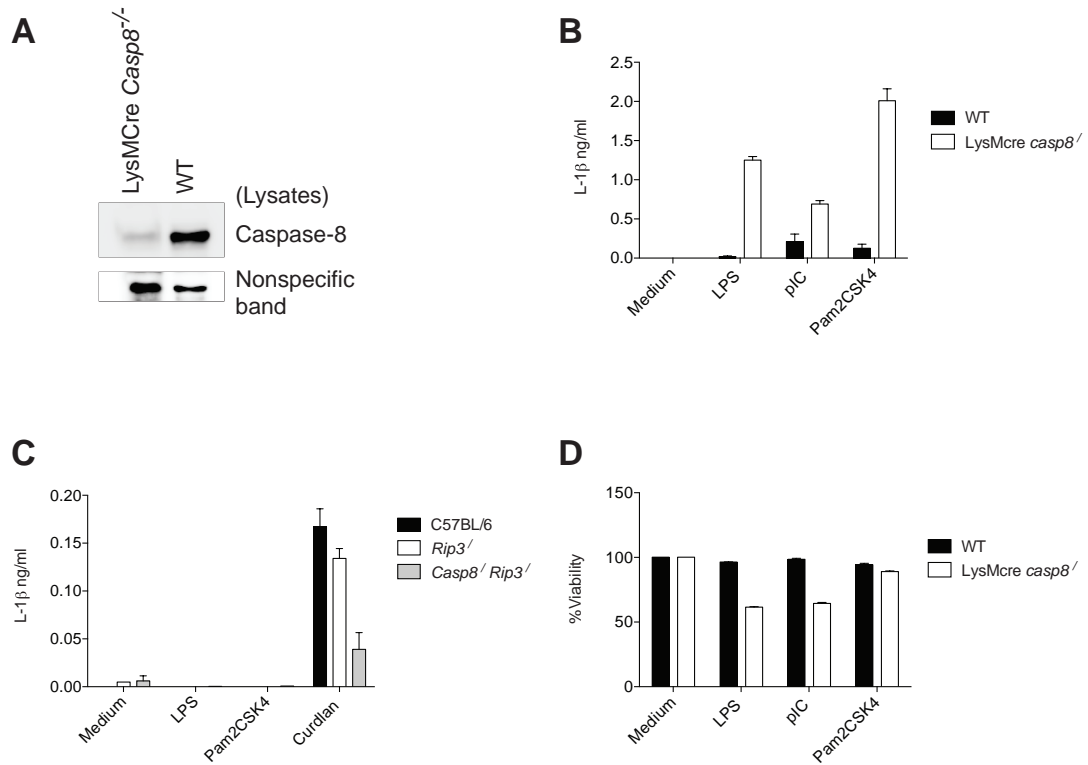 A
LysMCre Casp8-/-
WT
(Lysates)
Caspase-8
Nonspecific
band
B
L-1β ng/ml
2.5
2.0
1.5
1.0
0.5
0.0
Medium
LPS
pIC
Pam2CSK4
WT
LysMcre casp8 /
C
L-1β ng/ml
0.20
0.15
0.10
0.05
0.00
Medium
LPS
Pam2CSK4
Curdlan
C57BL/6
Rip3 /
Casp8 / Rip3 /
D
%Viability
150
100
50
0
Medium
LPS
pIC
Pam2CSK4
WT
LysMcre casp8 /